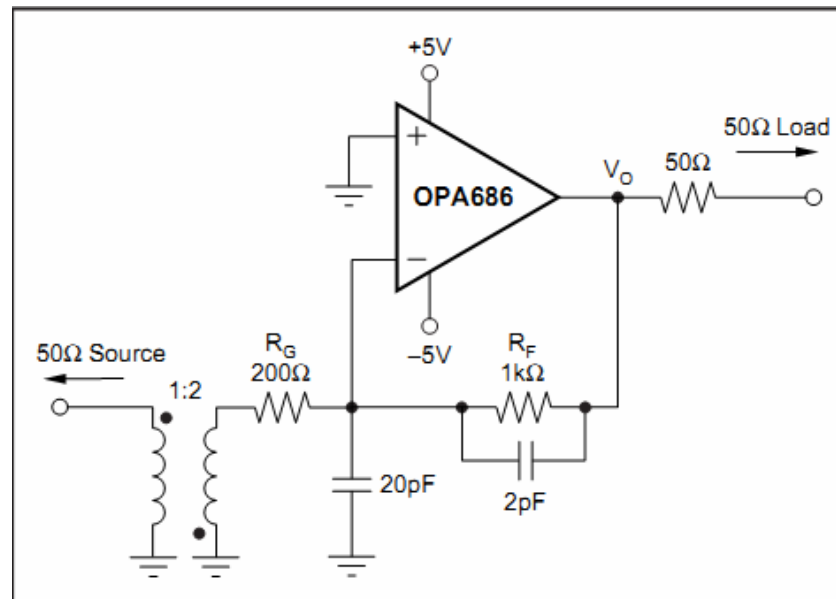 +5V
50Ω Load
50Ω
V_O
+
OPA686
−
−5V
50Ω Source
1:2
R_G
200Ω
R_F
1kΩ
20pF
2pF